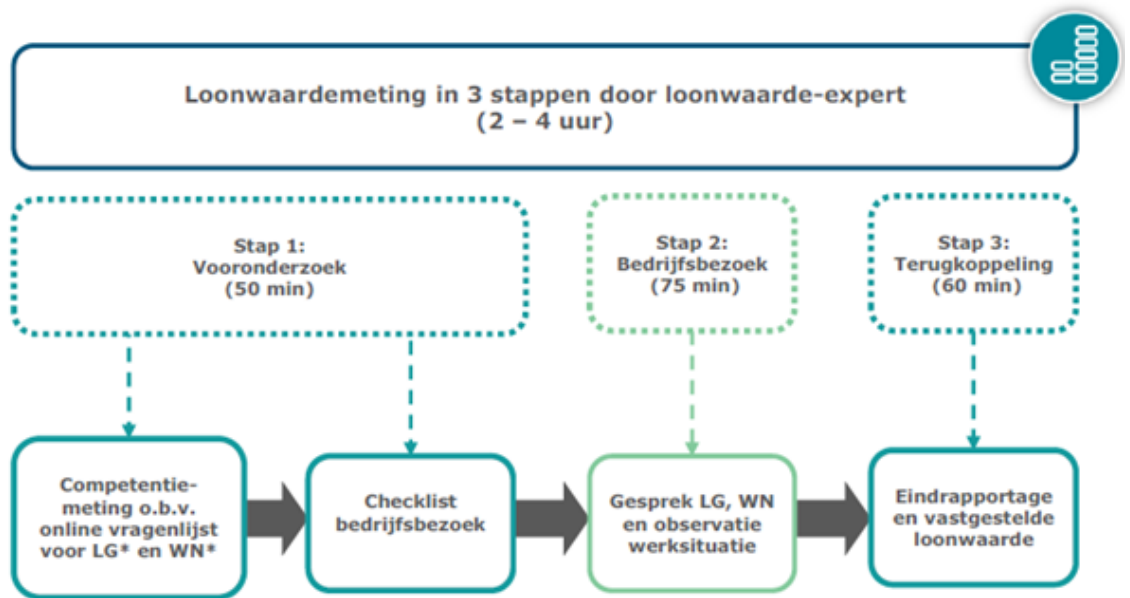 Loonwaardemeting in 3 stappen door loonwaarde-expert
(2 – 4 uur)
Stap 1:
Vooronderzoek
(50 min)
Stap 2:
Bedrijfsbezoek
(75 min)
Stap 3:
Terugkoppeling
(60 min)
Competentie-
meting o.b.v.
online vragenlijst
voor LG* en WN*
Checklist
bedrijfsbezoek
Gesprek LG, WN
en observatie
werksituatie
Eindrapportage
en vastgestelde
loonwaarde